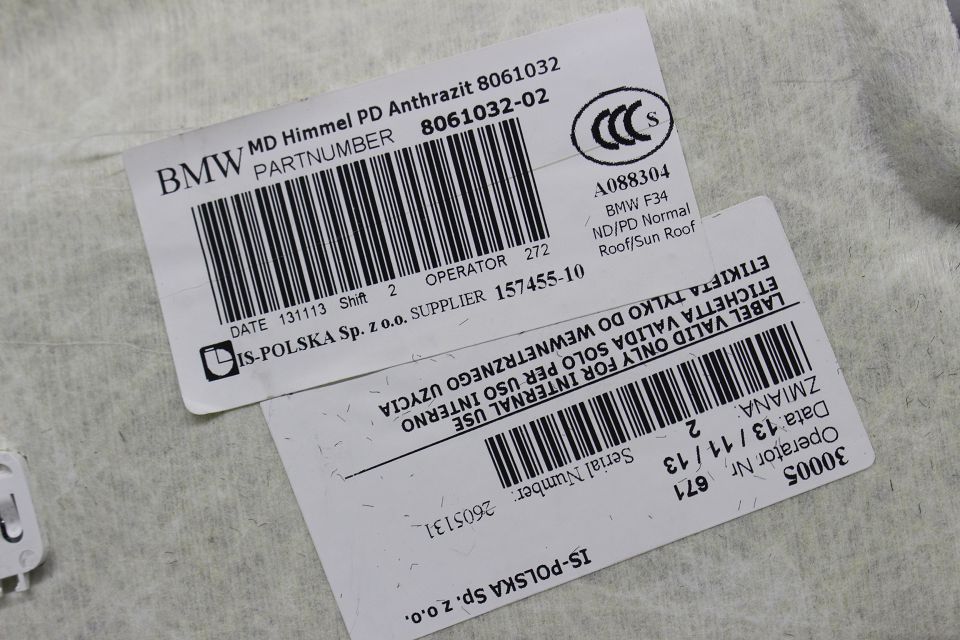 MD Himmel PD Anthrazit 8061032
BMW PARTNUMBER 8061032-02
CCC S
A088304
BMW F34
ND/PD Normal
Roof/Sun Roof
DATE 131113 Shift 2 OPERATOR 272
IS-POLSKA Sp. z o.o. SUPPLIER 157455-10
IS-POLSKA Sp. z o.o.
30005
Operator Nr 671
Data: 13 / 11 / 13
ZMIANA: 2
Serial Number: 2605131
LABEL VALID ONLY FOR INTERNAL USE
ETICHETTA VALIDA SOLO PER USO INTERNO
ETIKIETA TYLKO DO WEWNETRZNEGO UZYCIA